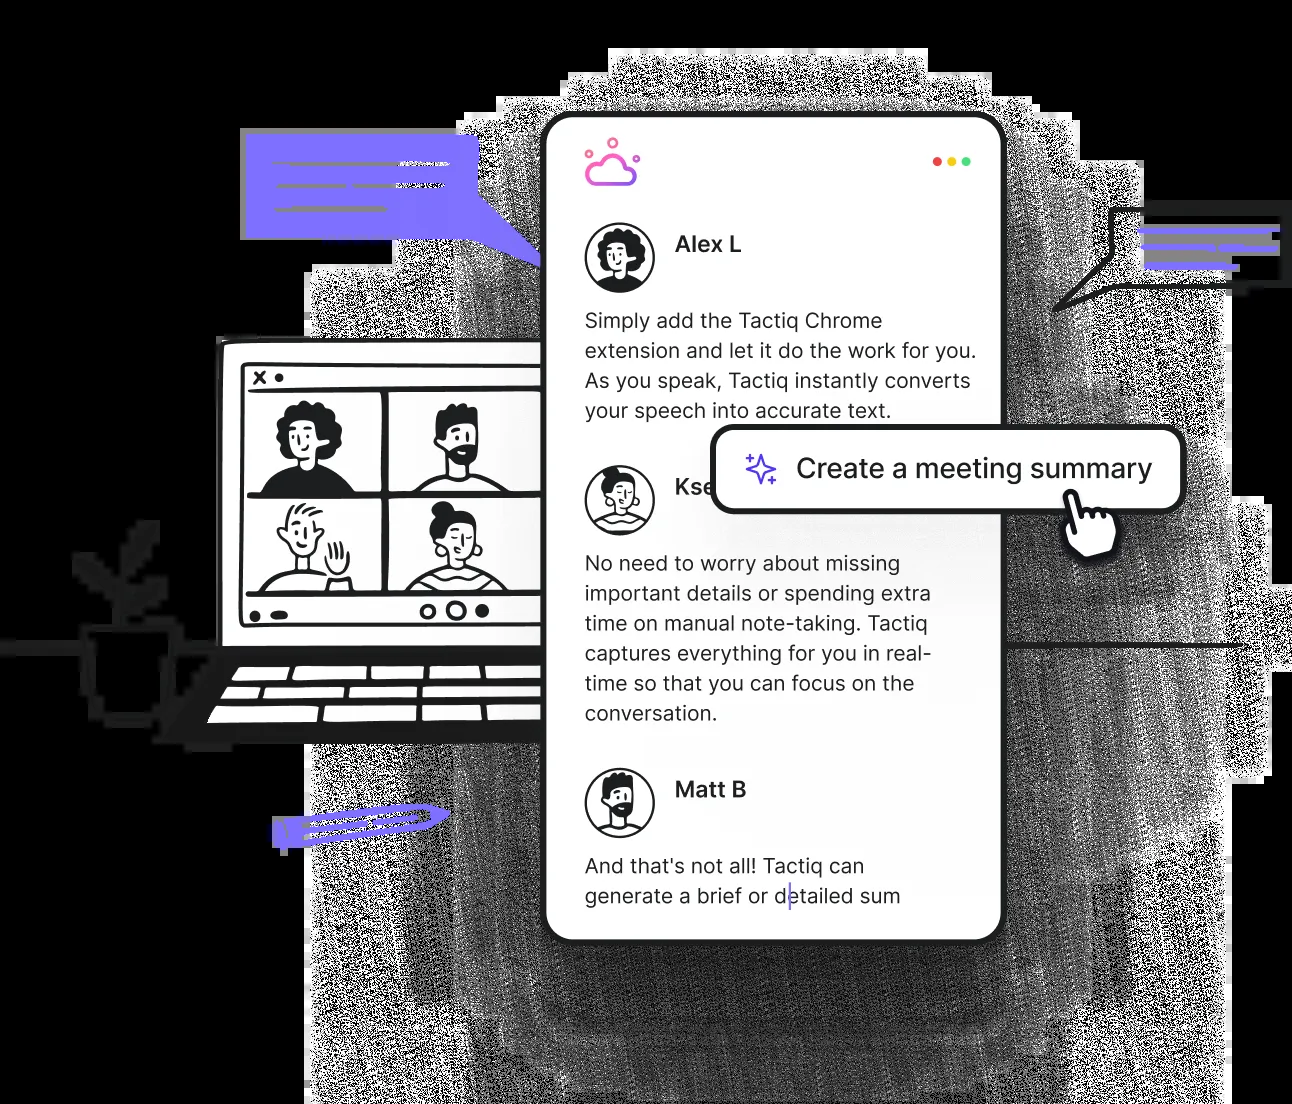 Alex L
Simply add the Tactiq Chrome
extension and let it do the work for you.
As you speak, Tactiq instantly converts
your speech into accurate text.
Create a meeting summary
Kse
No need to worry about missing
important details or spending extra
time on manual note-taking. Tactiq
captures everything for you in real-
time so that you can focus on the
conversation.
Matt B
And that's not all! Tactiq can
generate a brief or detailed sum